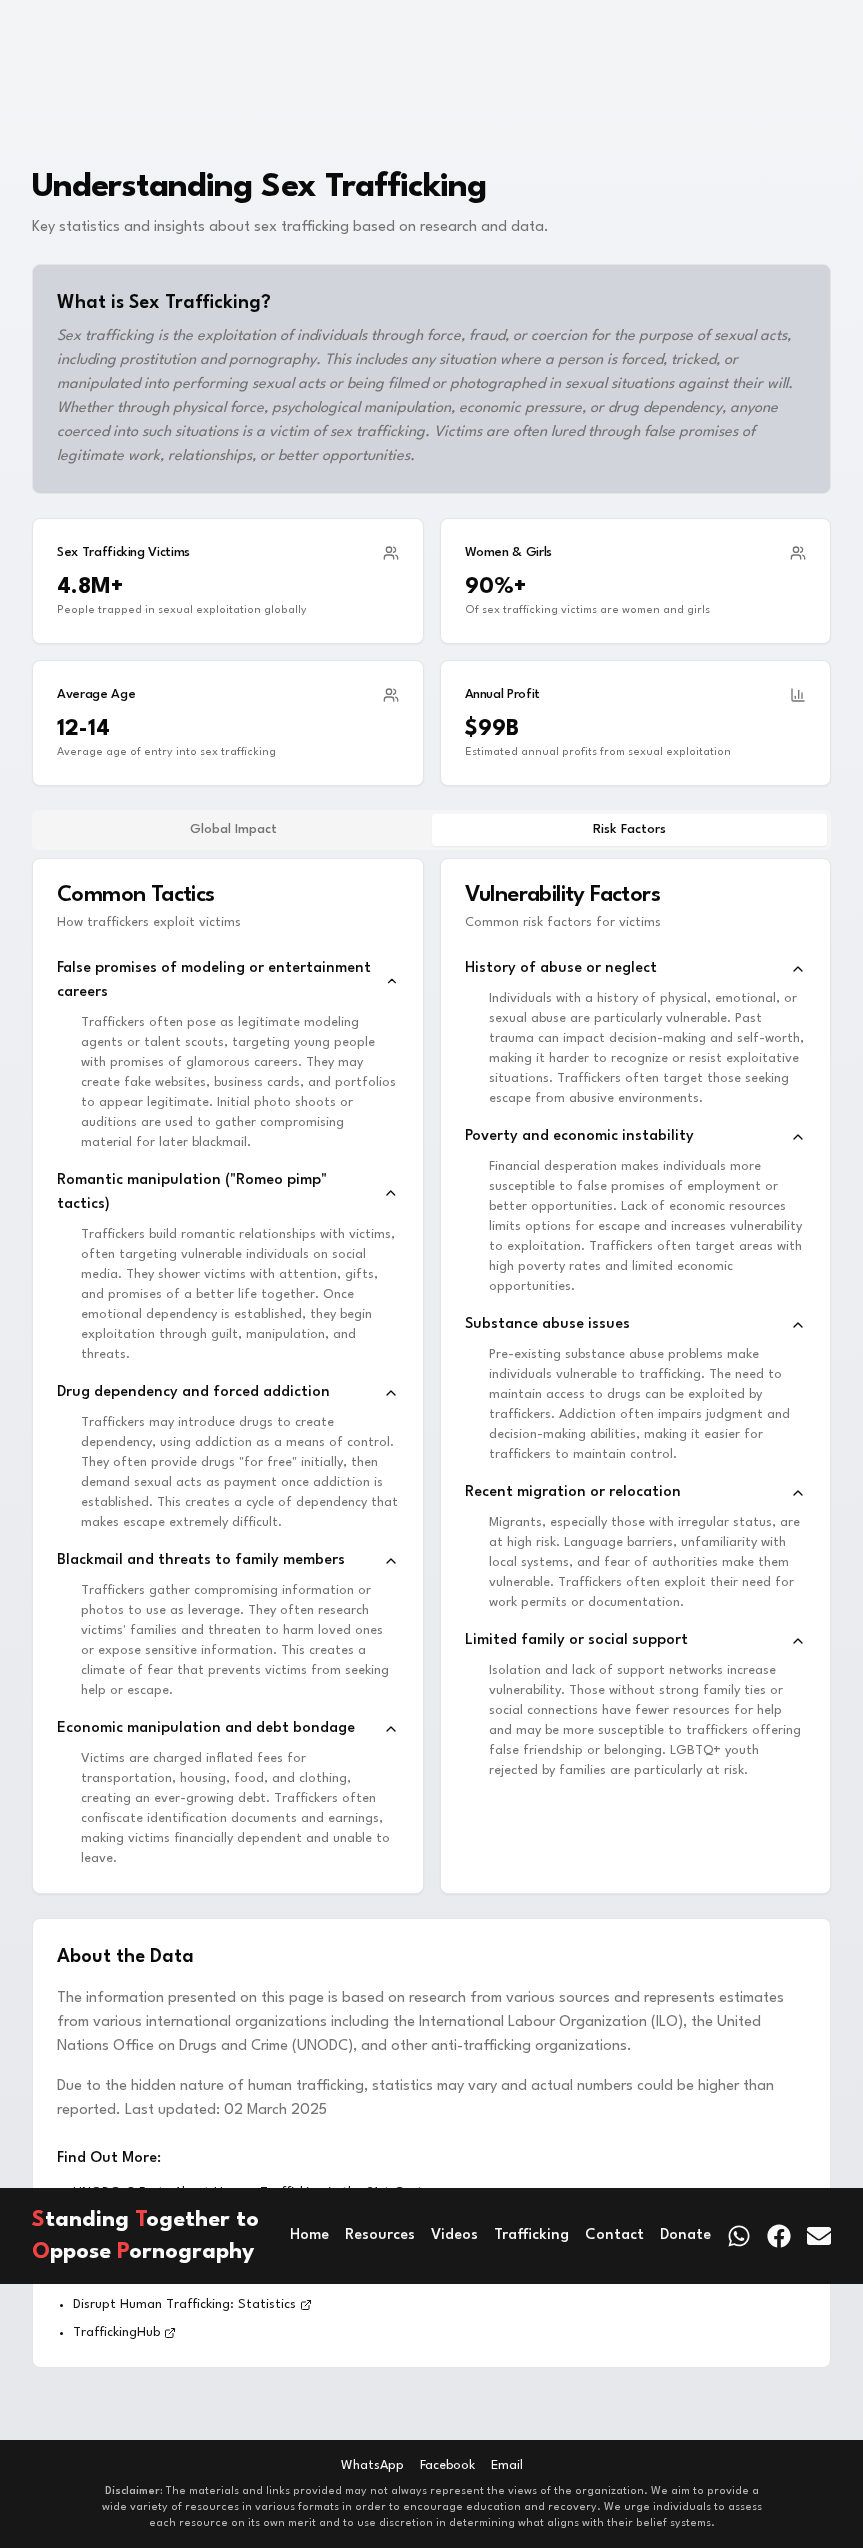 Understanding Sex Trafficking
Key statistics and insights about sex trafficking based on research and data.
What is Sex Trafficking?
Sex trafficking is the exploitation of individuals through force, fraud, or coercion for the purpose of sexual acts,
including prostitution and pornography. This includes any situation where a person is forced, tricked, or
manipulated into performing sexual acts or being filmed or photographed in sexual situations against their will.
Whether through physical force, psychological manipulation, economic pressure, or drug dependency, anyone
coerced into such situations is a victim of sex trafficking. Victims are often lured through false promises of
legitimate work, relationships, or better opportunities.
Sex Trafficking Victims
4.8M+
People trapped in sexual exploitation globally
Women & Girls
90%+
Of sex trafficking victims are women and girls
Average Age
12-14
Average age of entry into sex trafficking
Annual Profit
$99B
Estimated annual profits from sexual exploitation
Global Impact
Risk Factors
Common Tactics
How traffickers exploit victims
False promises of modeling or entertainment
careers
Traffickers often pose as legitimate modeling
agents or talent scouts, targeting young people
with promises of glamorous careers. They may
create fake websites, business cards, and portfolios
to appear legitimate. Initial photo shoots or
auditions are used to gather compromising
material for later blackmail.
Romantic manipulation ("Romeo pimp"
tactics)
Traffickers build romantic relationships with victims,
often targeting vulnerable individuals on social
media. They shower victims with attention, gifts,
and promises of a better life together. Once
emotional dependency is established, they begin
exploitation through guilt, manipulation, and
threats.
Drug dependency and forced addiction
Traffickers may introduce drugs to create
dependency, using addiction as a means of control.
They often provide drugs "for free" initially, then
demand sexual acts as payment once addiction is
established. This creates a cycle of dependency that
makes escape extremely difficult.
Blackmail and threats to family members
Traffickers gather compromising information or
photos to use as leverage. They often research
victims' families and threaten to harm loved ones
or expose sensitive information. This creates a
climate of fear that prevents victims from seeking
help or escape.
Economic manipulation and debt bondage
Victims are charged inflated fees for
transportation, housing, food, and clothing,
creating an ever-growing debt. Traffickers often
confiscate identification documents and earnings,
making victims financially dependent and unable to
leave.
Vulnerability Factors
Common risk factors for victims
History of abuse or neglect
Individuals with a history of physical, emotional, or
sexual abuse are particularly vulnerable. Past
trauma can impact decision-making and self-worth,
making it harder to recognize or resist exploitative
situations. Traffickers often target those seeking
escape from abusive environments.
Poverty and economic instability
Financial desperation makes individuals more
susceptible to false promises of employment or
better opportunities. Lack of economic resources
limits options for escape and increases vulnerability
to exploitation. Traffickers often target areas with
high poverty rates and limited economic
opportunities.
Substance abuse issues
Pre-existing substance abuse problems make
individuals vulnerable to trafficking. The need to
maintain access to drugs can be exploited by
traffickers. Addiction often impairs judgment and
decision-making abilities, making it easier for
traffickers to maintain control.
Recent migration or relocation
Migrants, especially those with irregular status, are
at high risk. Language barriers, unfamiliarity with
local systems, and fear of authorities make them
vulnerable. Traffickers often exploit their need for
work permits or documentation.
Limited family or social support
Isolation and lack of support networks increase
vulnerability. Those without strong family ties or
social connections have fewer resources for help
and may be more susceptible to traffickers offering
false friendship or belonging. LGBTQ+ youth
rejected by families are particularly at risk.
About the Data
The information presented on this page is based on research from various sources and represents estimates
from various international organizations including the International Labour Organization (ILO), the United
Nations Office on Drugs and Crime (UNODC), and other anti-trafficking organizations.
Due to the hidden nature of human trafficking, statistics may vary and actual numbers could be higher than
reported. Last updated: 02 March 2025
Find Out More:
Standing Together to
Oppose Pornography
Home Resources Videos Trafficking Contact Donate
• Disrupt Human Trafficking: Statistics
• TraffickingHub
WhatsApp Facebook Email
Disclaimer: The materials and links provided may not always represent the views of the organization. We aim to provide a
wide variety of resources in various formats in order to encourage education and recovery. We urge individuals to assess
each resource on its own merit and to use discretion in determining what aligns with their belief systems.